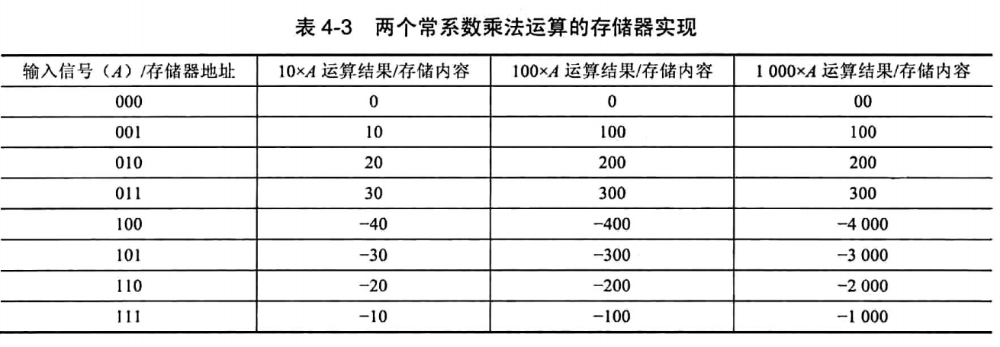 表 4-3 两个常系数乘法运算的存储器实现
输入信号（A）/存储器地址 10×A 运算结果/存储内容 100×A 运算结果/存储内容 1 000×A 运算结果/存储内容
000 0 0 00
001 10 100 100
010 20 200 200
011 30 300 300
100 −40 −400 −4 000
101 −30 −300 −3 000
110 −20 −200 −2 000
111 −10 −100 −1 000